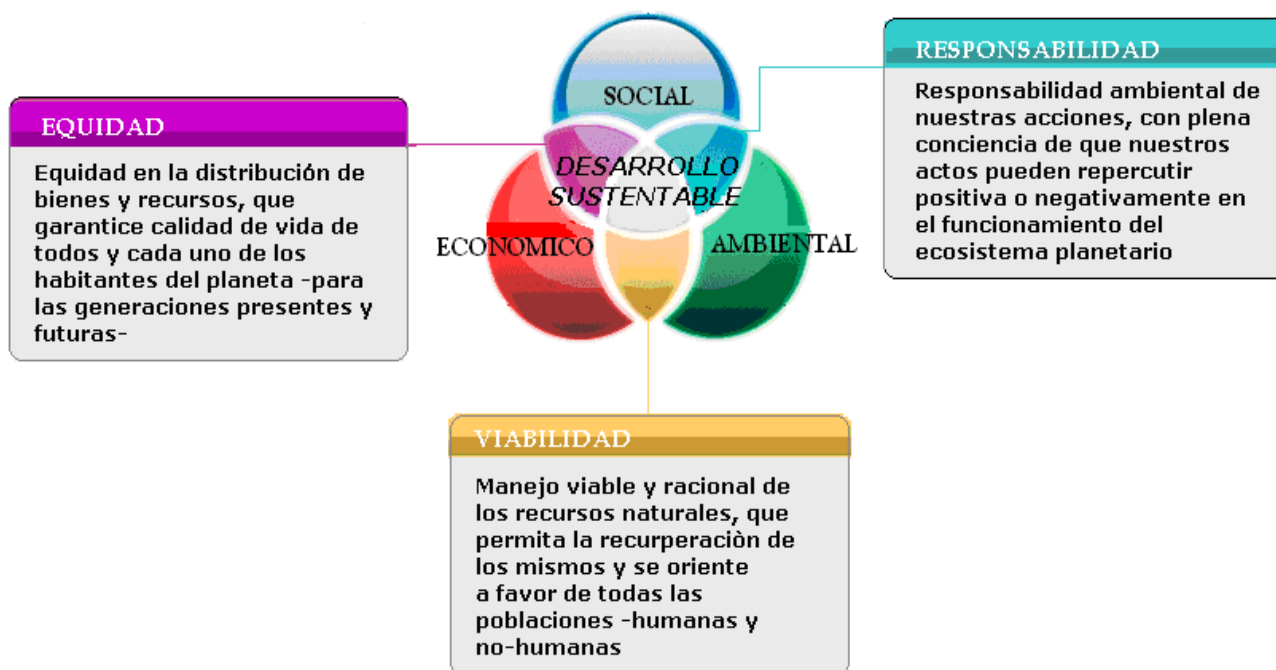 SOCIAL
DESARROLLO
SUSTENTABLE
ECONOMICO
AMBIENTAL
EQUIDAD
Equidad en la distribución de
bienes y recursos, que
garantice calidad de vida de
todos y cada uno de los
habitantes del planeta -para
las generaciones presentes y
futuras-
RESPONSABILIDAD
Responsabilidad ambiental de
nuestras acciones, con plena
conciencia de que nuestros
actos pueden repercutir
positiva o negativamente en
el funcionamiento del
ecosistema planetario
VIABILIDAD
Manejo viable y racional de
los recursos naturales, que
permita la recurperaciòn de
los mismos y se oriente
a favor de todas las
poblaciones -humanas y
no-humanas